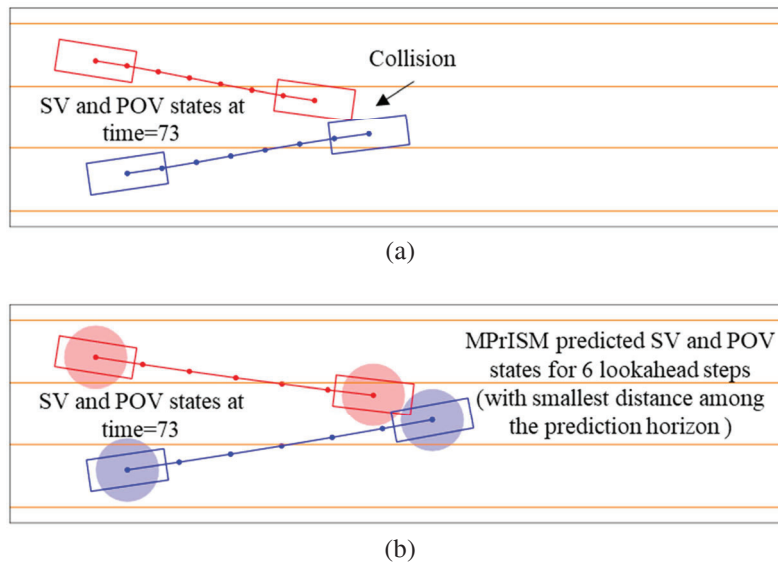 Collision
SV and POV states at
time=73
(a)
MPrISM predicted SV and POV
states for 6 lookahead steps
(with smallest distance among
the prediction horizon )
SV and POV states at
time=73
(b)